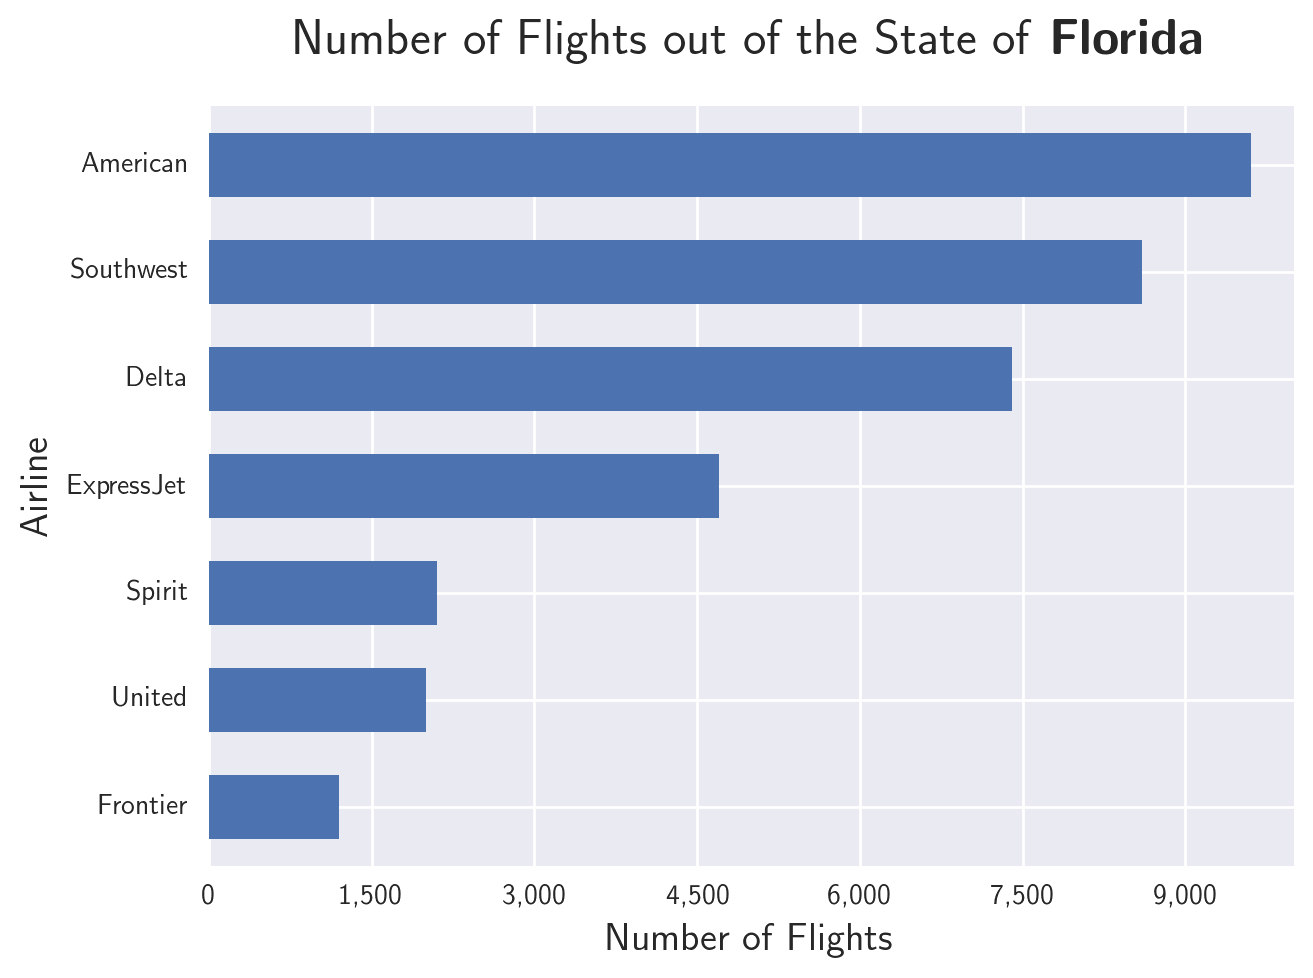 Number of Flights out of the State of Florida
American
Southwest
Delta
ExpressJet
Spirit
United
Frontier
Airline
0 1,500 3,000 4,500 6,000 7,500 9,000
Number of Flights